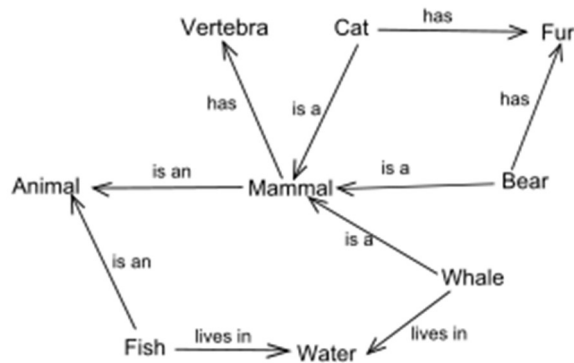 Vertebra
Cat
has
Fur
has
is a
has
is an
Animal
Mammal
is a
Bear
is an
is a
Whale
Fish
lives in
Water
lives in